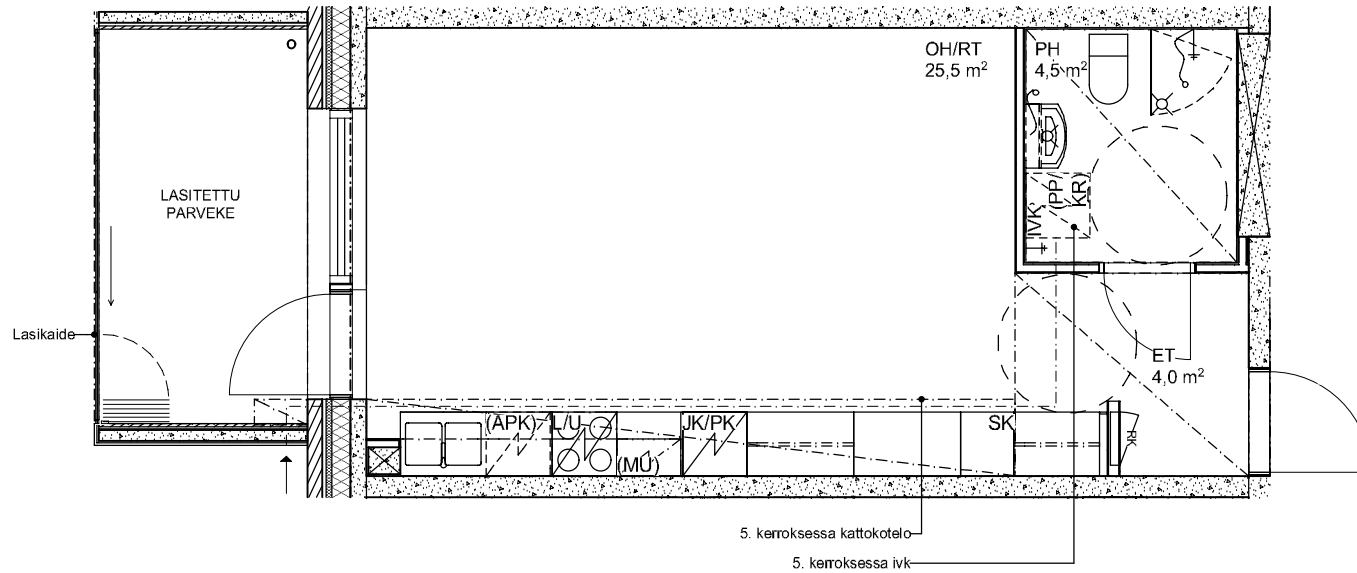 OH/RT
25,5 m²
PH
4,5 m²
LASITETTU
PARVEKE
IVK
(PP)
KR)
Lasikaide
ET
4,0 m²
(APK)
L/U
(MU)
JK/PK
SK
RK
5. kerroksessa kattokotelo
5. kerroksessa ivk